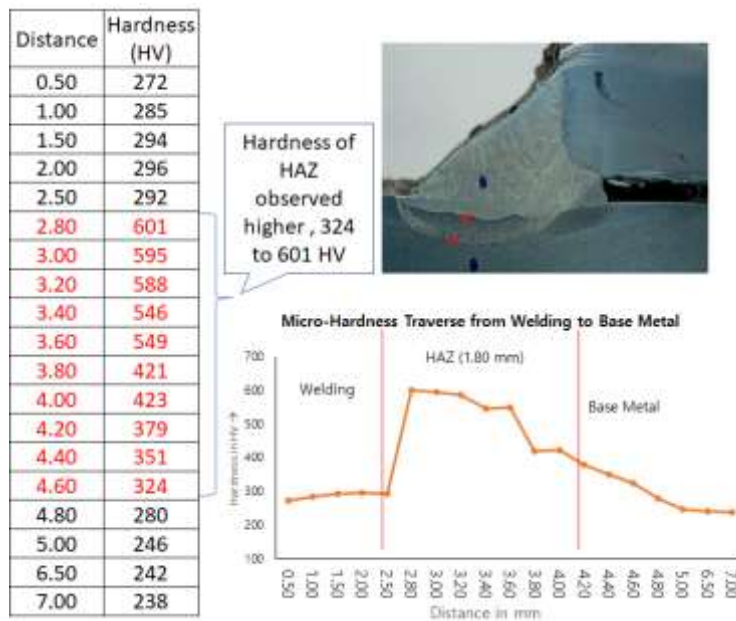 Distance Hardness (HV)
0.50 272
1.00 285
1.50 294
2.00 296
2.50 292
2.80 601
3.00 595
3.20 588
3.40 546
3.60 549
3.80 421
4.00 423
4.20 379
4.40 351
4.60 324
4.80 280
5.00 246
6.50 242
7.00 238
Hardness of
HAZ
observed
higher , 324
to 601 HV
Micro-Hardness Traverse from Welding to Base Metal
HAZ (1.80 mm)
Welding
Base Metal
Hardness in Hv →
700
600
500
400
300
200
100
0.50 1.00 1.50 2.00 2.50 2.80 3.00 3.20 3.40 3.60 3.80 4.00 4.20 4.40 4.60 4.80 5.00 6.50 7.00
Distance in mm